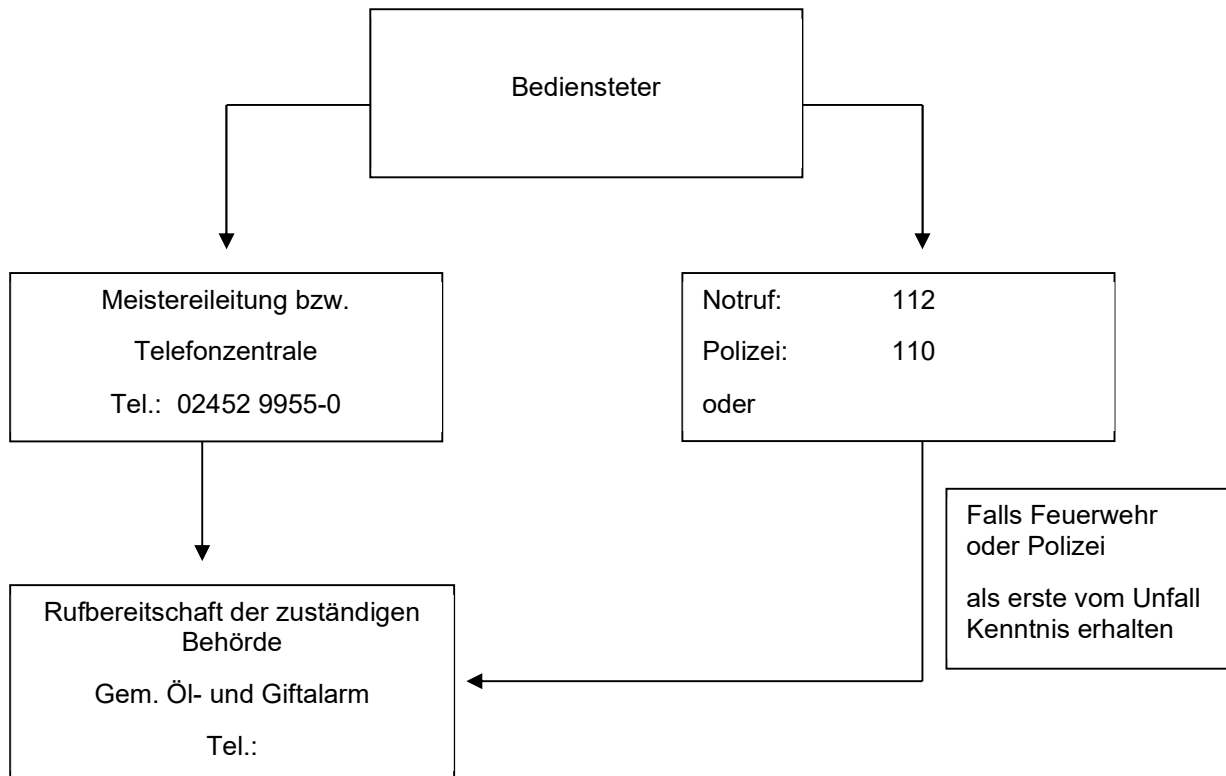 Bediensteter
Meistereileitung bzw.
Telefonzentrale
Tel.: 02452 9955-0
Notruf: 112
Polizei: 110
oder
Falls Feuerwehr
oder Polizei
als erste vom Unfall
Kenntnis erhalten
Rufbereitschaft der zuständigen
Behörde
Gem. Öl- und Giftalarm
Tel.: